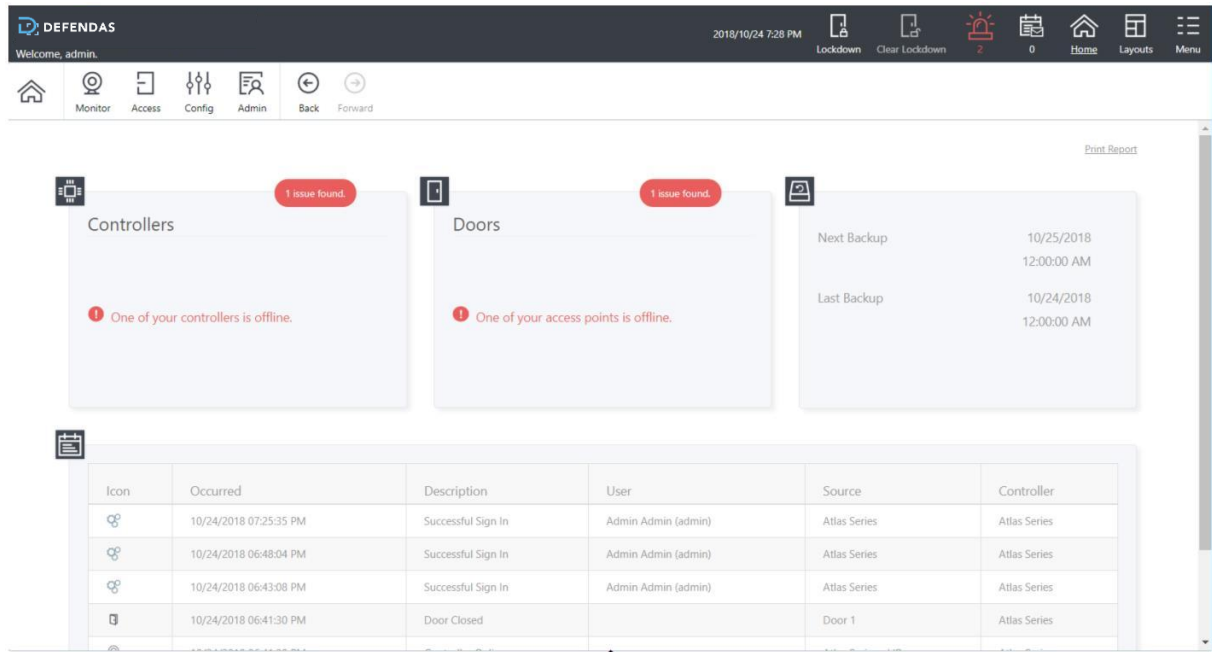 DEFENDAS
Welcome, admin.
2018/10/24 7:28 PM
Lockdown
Clear Lockdown
2
0
Home
Layouts
Menu
Monitor
Access
Config
Admin
Back
Forward
Print Report
1 issue found.
Controllers
One of your controllers is offline.
1 issue found.
Doors
One of your access points is offline.
Next Backup 10/25/2018
12:00:00 AM
Last Backup 10/24/2018
12:00:00 AM
Icon Occurred Description User Source Controller
10/24/2018 07:25:35 PM Successful Sign In Admin Admin (admin) Atlas Series Atlas Series
10/24/2018 06:48:04 PM Successful Sign In Admin Admin (admin) Atlas Series Atlas Series
10/24/2018 06:43:08 PM Successful Sign In Admin Admin (admin) Atlas Series Atlas Series
10/24/2018 06:41:30 PM Door Closed Door 1 Atlas Series